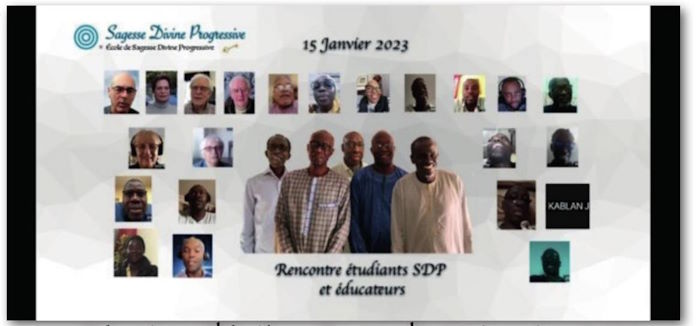 Sagesse Divine Progressive
École de Sagesse Divine Progressive
15 Janvier 2023
KABLAN J
Rencontre étudiants SDP
et éducateurs